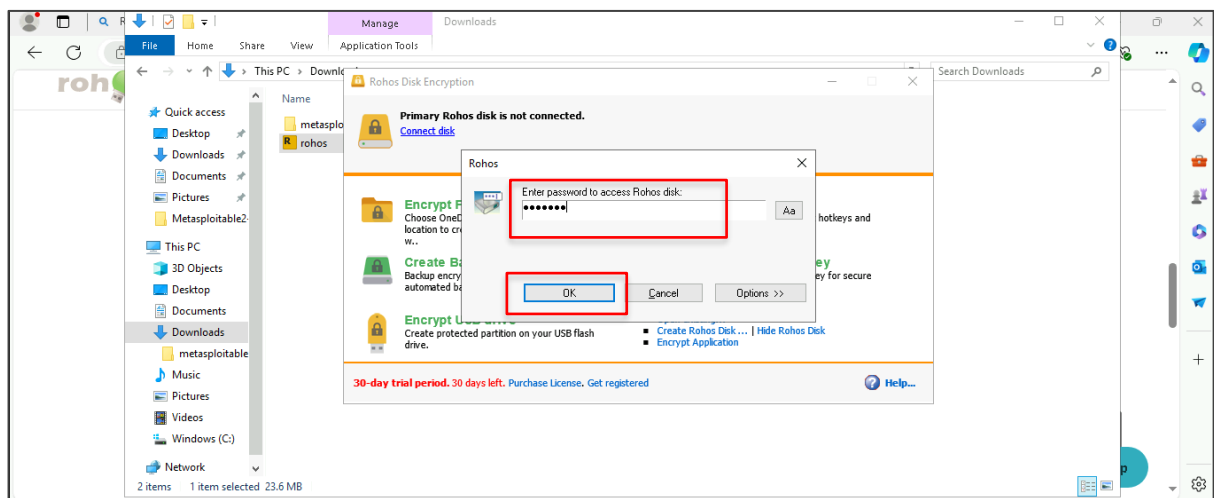 Manage
Downloads
File
Home
Share
View
Application Tools
This PC
Search Downloads
roh
Name
Quick access
Desktop
Downloads
Documents
Pictures
Metasploitable2-
This PC
3D Objects
Desktop
Documents
Downloads
metasploitable
Music
Pictures
Videos
Windows (C:)
Network
2 items 1 item selected 23.6 MB
metasplo
rohos
Rohos Disk Encryption
Primary Rohos disk is not connected.
Connect disk
Rohos
Enter password to access Rohos disk:
Aa
OK
Cancel
Options >>
Encrypt F
Choose OneD
location to cre
w..
hotkeys and
Create Ba
Backup encry
automated ba
ey
ey for secure
Encrypt
Create protected partition on your USB flash
drive.
Create Rohos Disk ... | Hide Rohos Disk
Encrypt Application
30-day trial period. 30 days left. Purchase License. Get registered
Help...
p